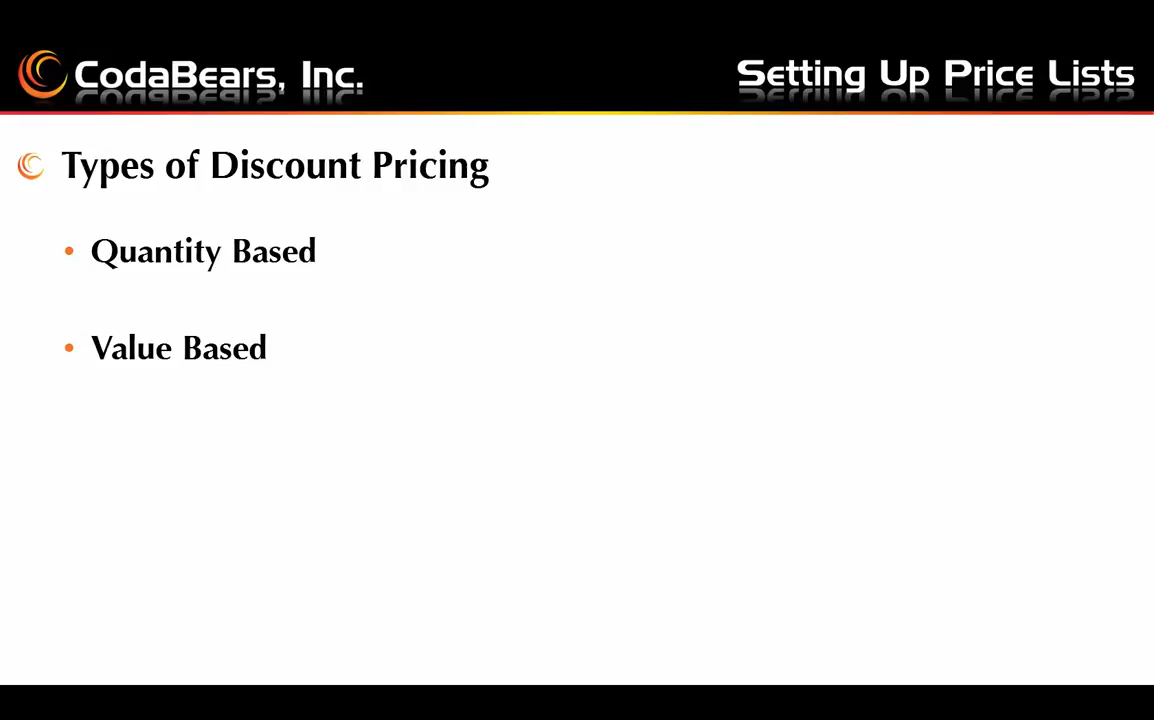 CodaBears, Inc.
Setting Up Price Lists
Types of Discount Pricing
• Quantity Based
• Value Based